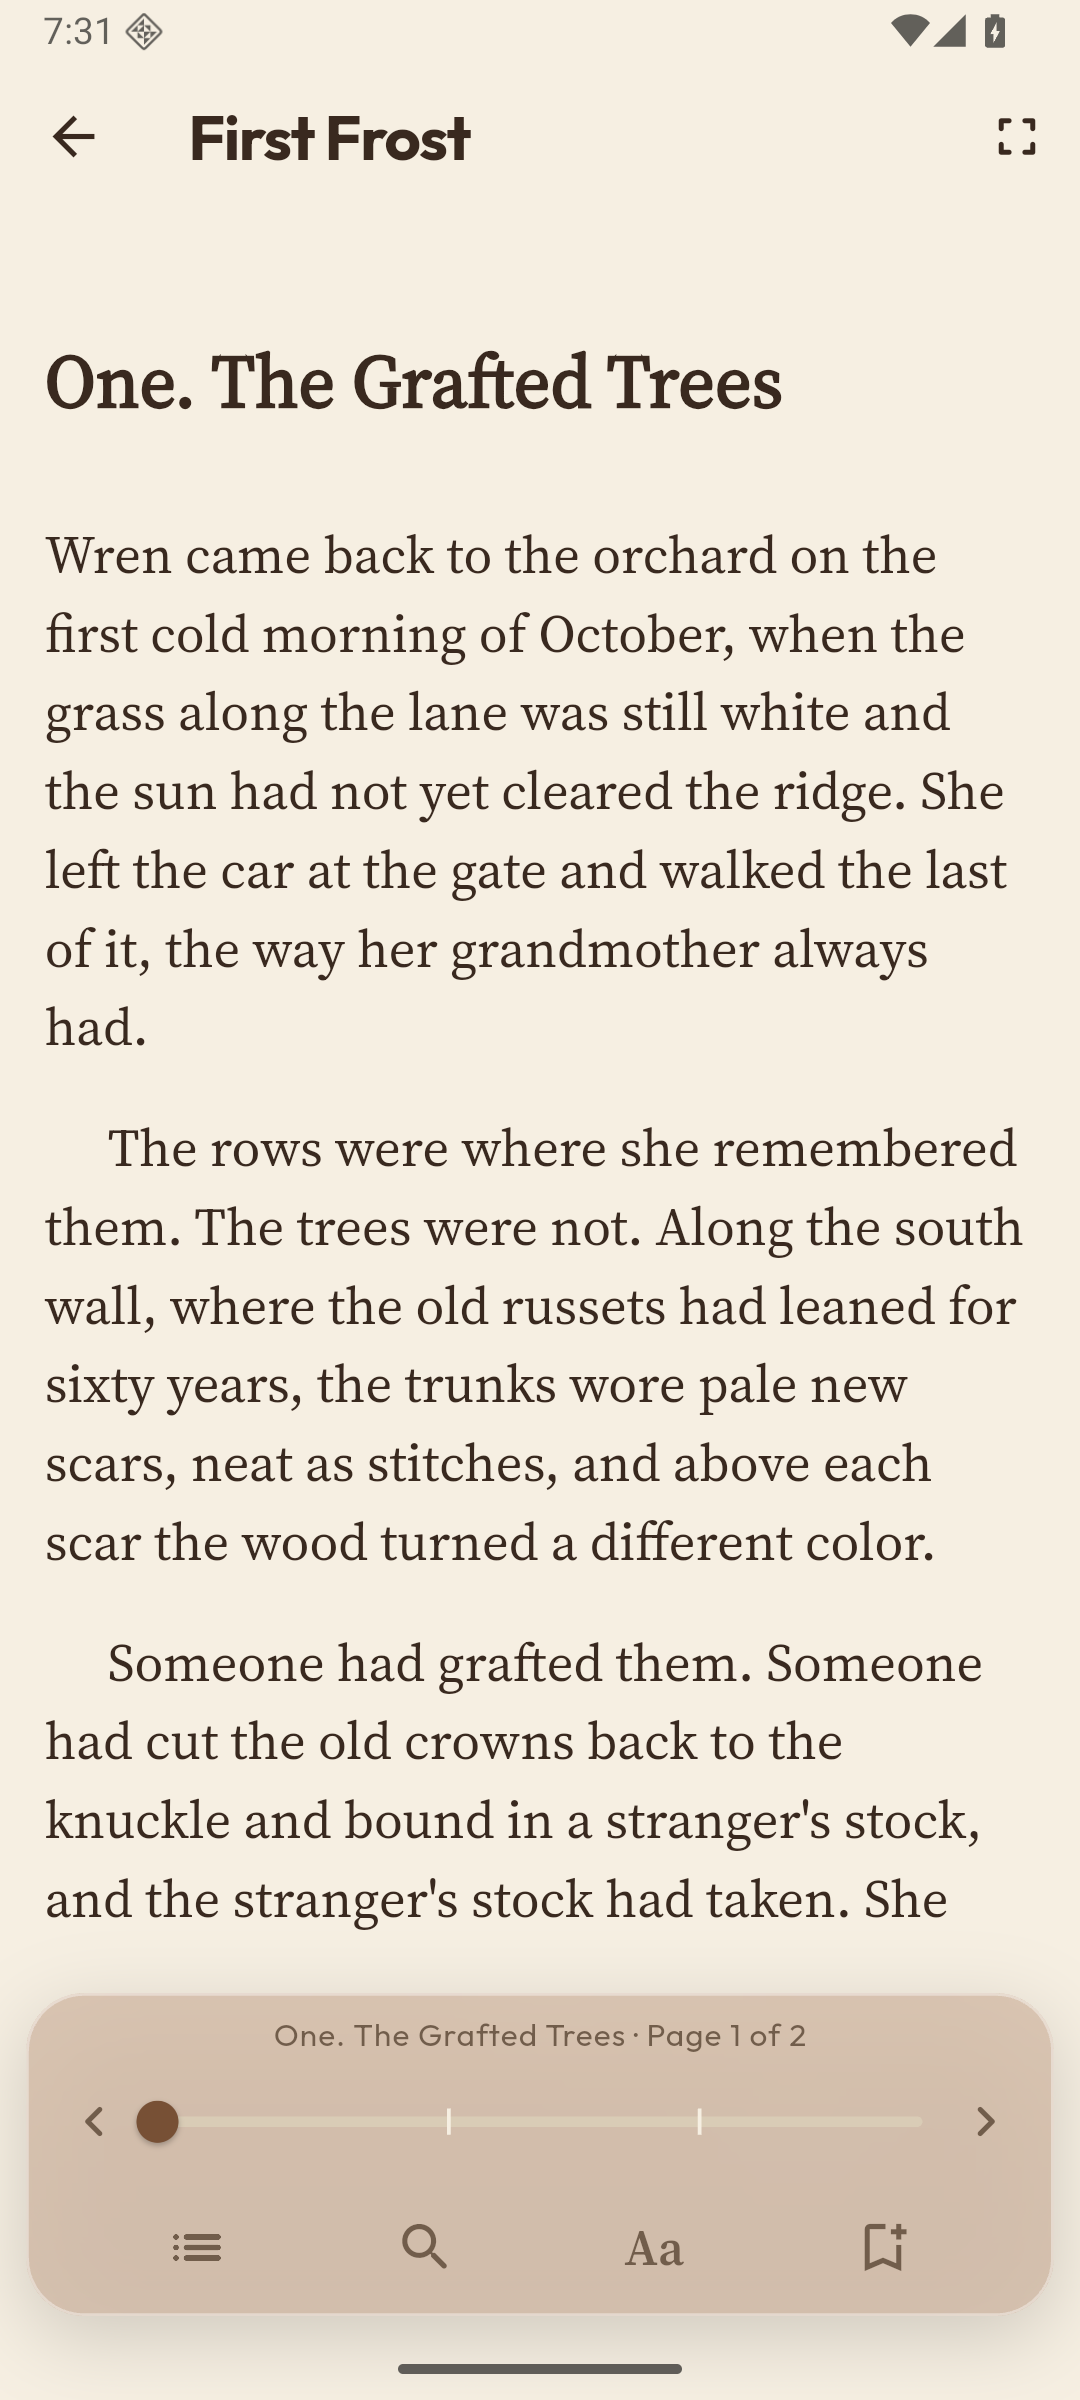 7:31
First Frost
One. The Grafted Trees
Wren came back to the orchard on the
first cold morning of October, when the
grass along the lane was still white and
the sun had not yet cleared the ridge. She
left the car at the gate and walked the last
of it, the way her grandmother always
had.
The rows were where she remembered
them. The trees were not. Along the south
wall, where the old russets had leaned for
sixty years, the trunks wore pale new
scars, neat as stitches, and above each
scar the wood turned a different color.
Someone had grafted them. Someone
had cut the old crowns back to the
knuckle and bound in a stranger's stock,
and the stranger's stock had taken. She
One. The Grafted Trees · Page 1 of 2
Aa